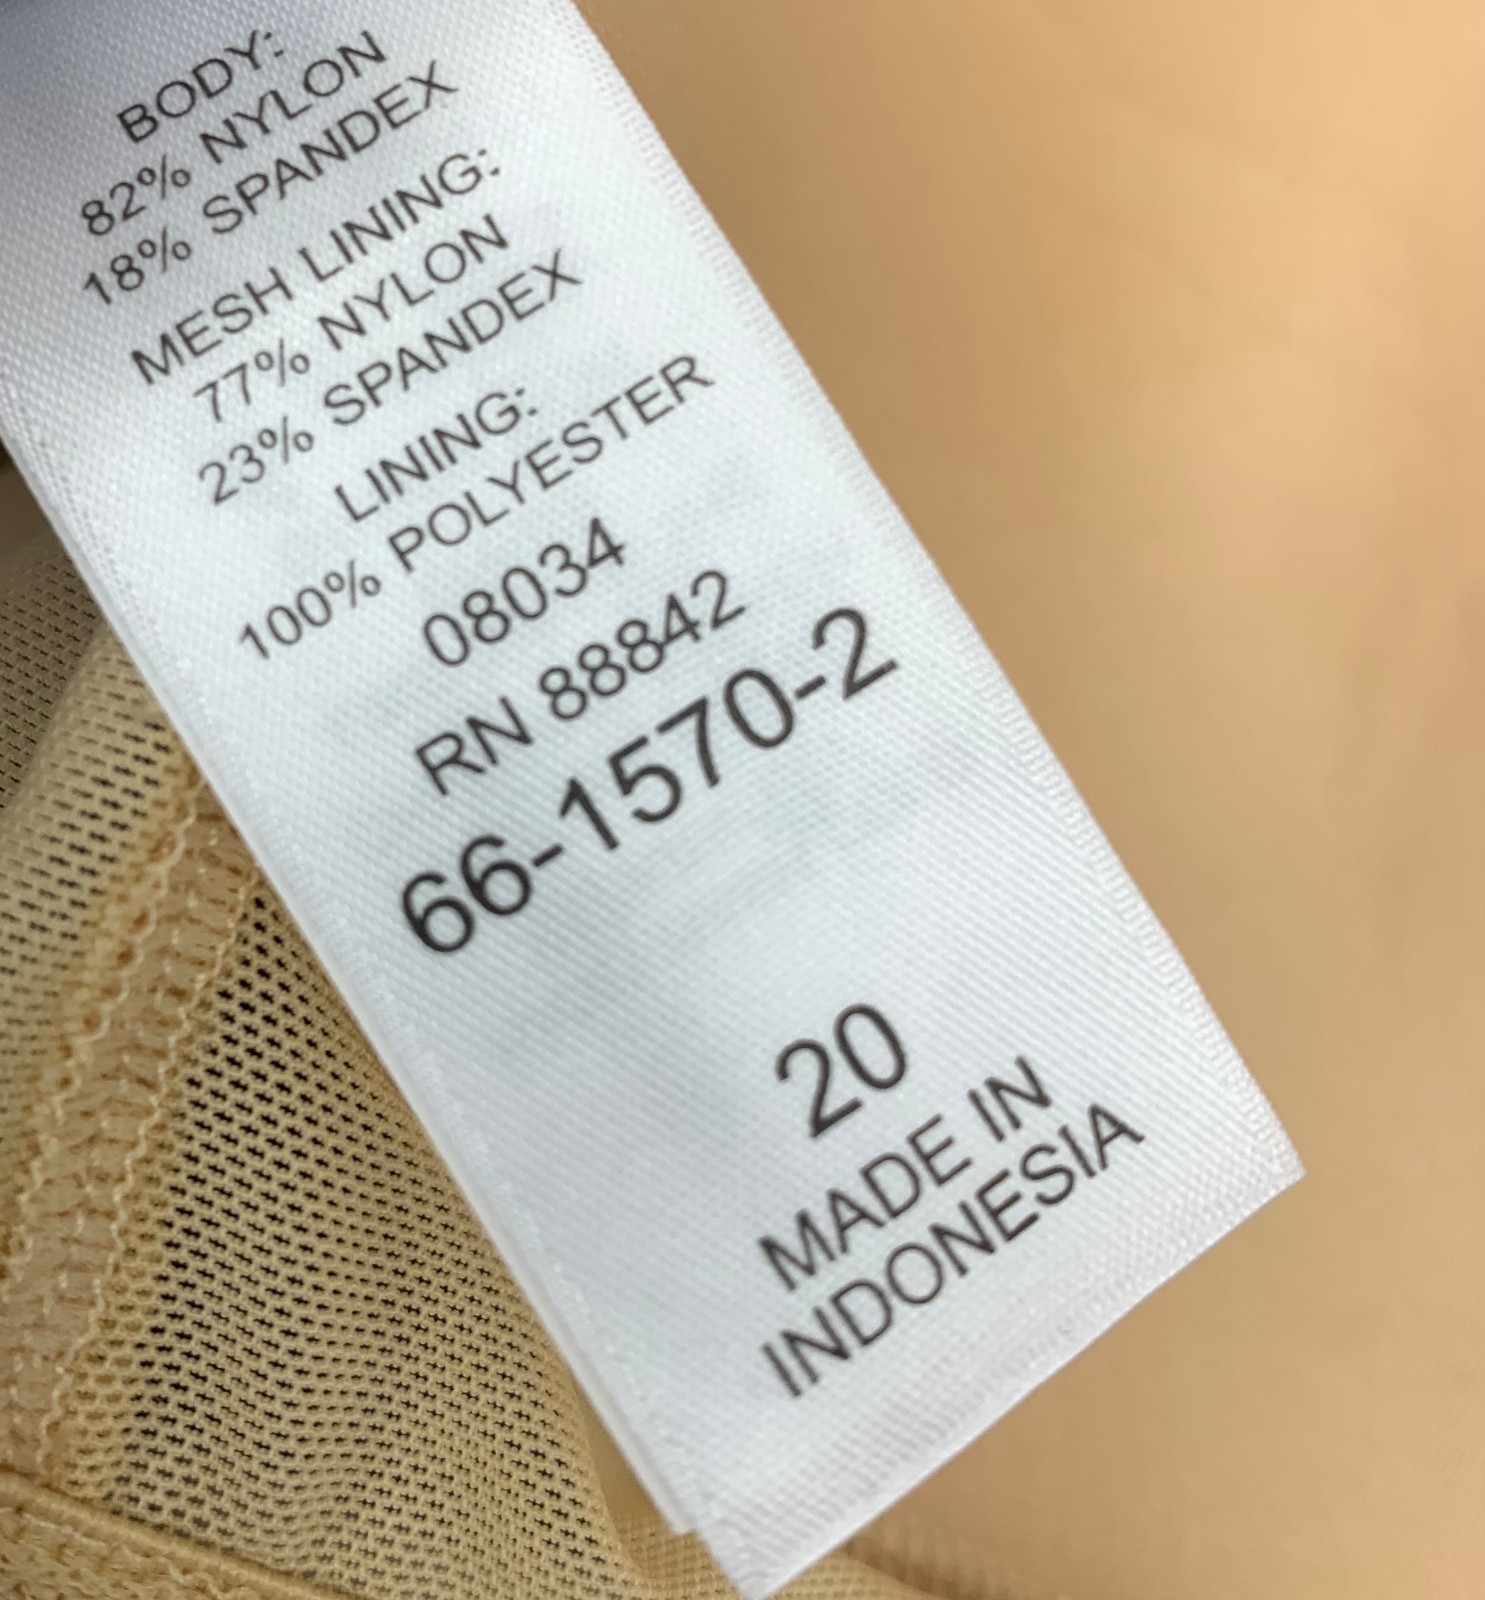 BODY:
82% NYLON
18% SPANDEX
MESH LINING:
77% NYLON
23% SPANDEX
LINING:
100% POLYESTER
08034
RN 88842
66-1570-2
20
MADE IN
INDONESIA